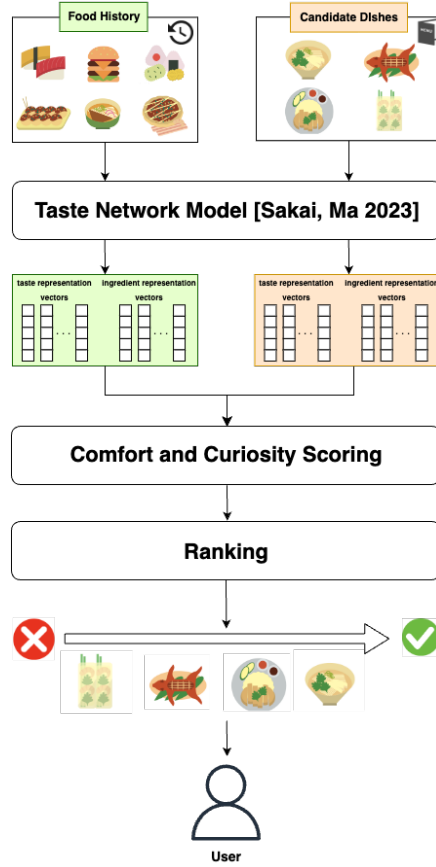 Food History
Candidate DIshes
MENU
Taste Network Model [Sakai, Ma 2023]
taste representation
vectors
ingredient representation
vectors
taste representation
vectors
ingredient representation
vectors
. . .
. . .
. . .
. . .
Comfort and Curiosity Scoring
Ranking
User